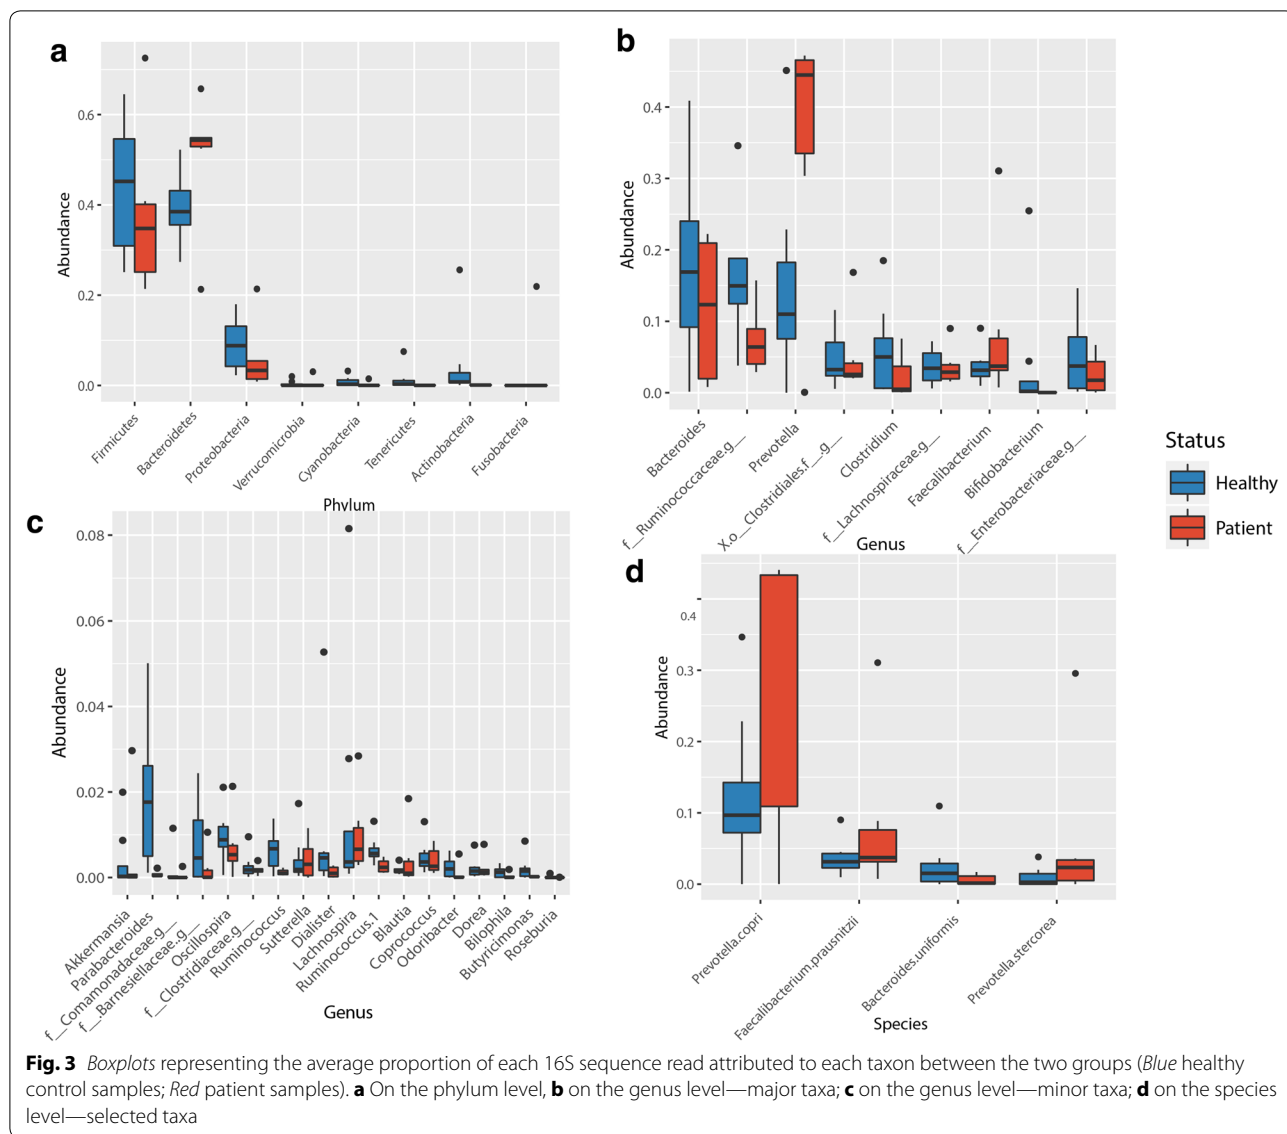 a
0.6
0.4
0.2
0.0
Abundance
Firmicutes
Bacteroidetes
Proteobacteria
Verrucomicrobia
Cyanobacteria
Tenericutes
Actinobacteria
Fusobacteria
Phylum
b
0.4
0.3
0.2
0.1
0.0
Abundance
Bacteroides
f__Ruminococcaceae.g__
Prevotella
X.o__Clostridiales.f__g__
Clostridium
f__Lachnospiraceae.g__
Faecalibacterium
Bifidobacterium
f__Enterobacteriaceae.g__
Genus
Status
Healthy
Patient
c
0.08
0.06
0.04
0.02
0.00
Abundance
Akkermansia
Parabacteroides
f__Comamonadaceae.g__
f__.Barnesiellaceae..g__
Oscillospira
f__Clostridiaceae.g__
Ruminococcus
Sutterella
Dialister
Lachnospira
Ruminococcus.1
Blautia
Coprococcus
Odoribacter
Dorea
Bilophila
Butyricimonas
Roseburia
Genus
d
0.4
0.3
0.2
0.1
0.0
Abundance
Prevotella.copri
Faecalibacterium.prausnitzii
Bacteroides.uniformis
Prevotella.stercorea
Species
Fig. 3 Boxplots representing the average proportion of each 16S sequence read attributed to each taxon between the two groups (Blue healthy
control samples; Red patient samples). a On the phylum level, b on the genus level—major taxa; c on the genus level—minor taxa; d on the species
level—selected taxa